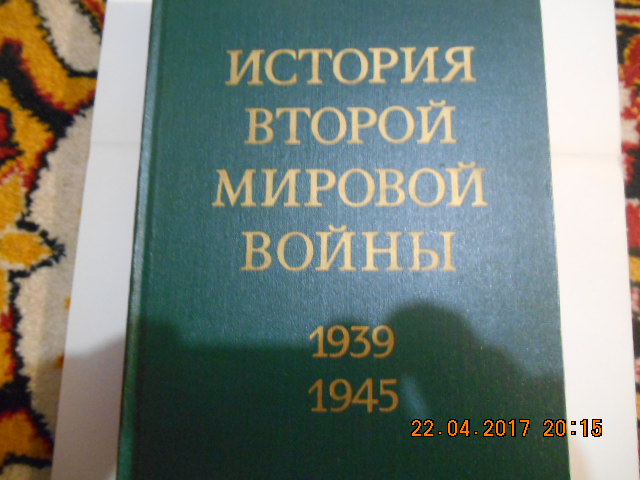 ИСТОРИЯ
ВТОРОЙ
МИРОВОЙ
ВОЙНЫ
1939
1945
22.04.2017 20:15